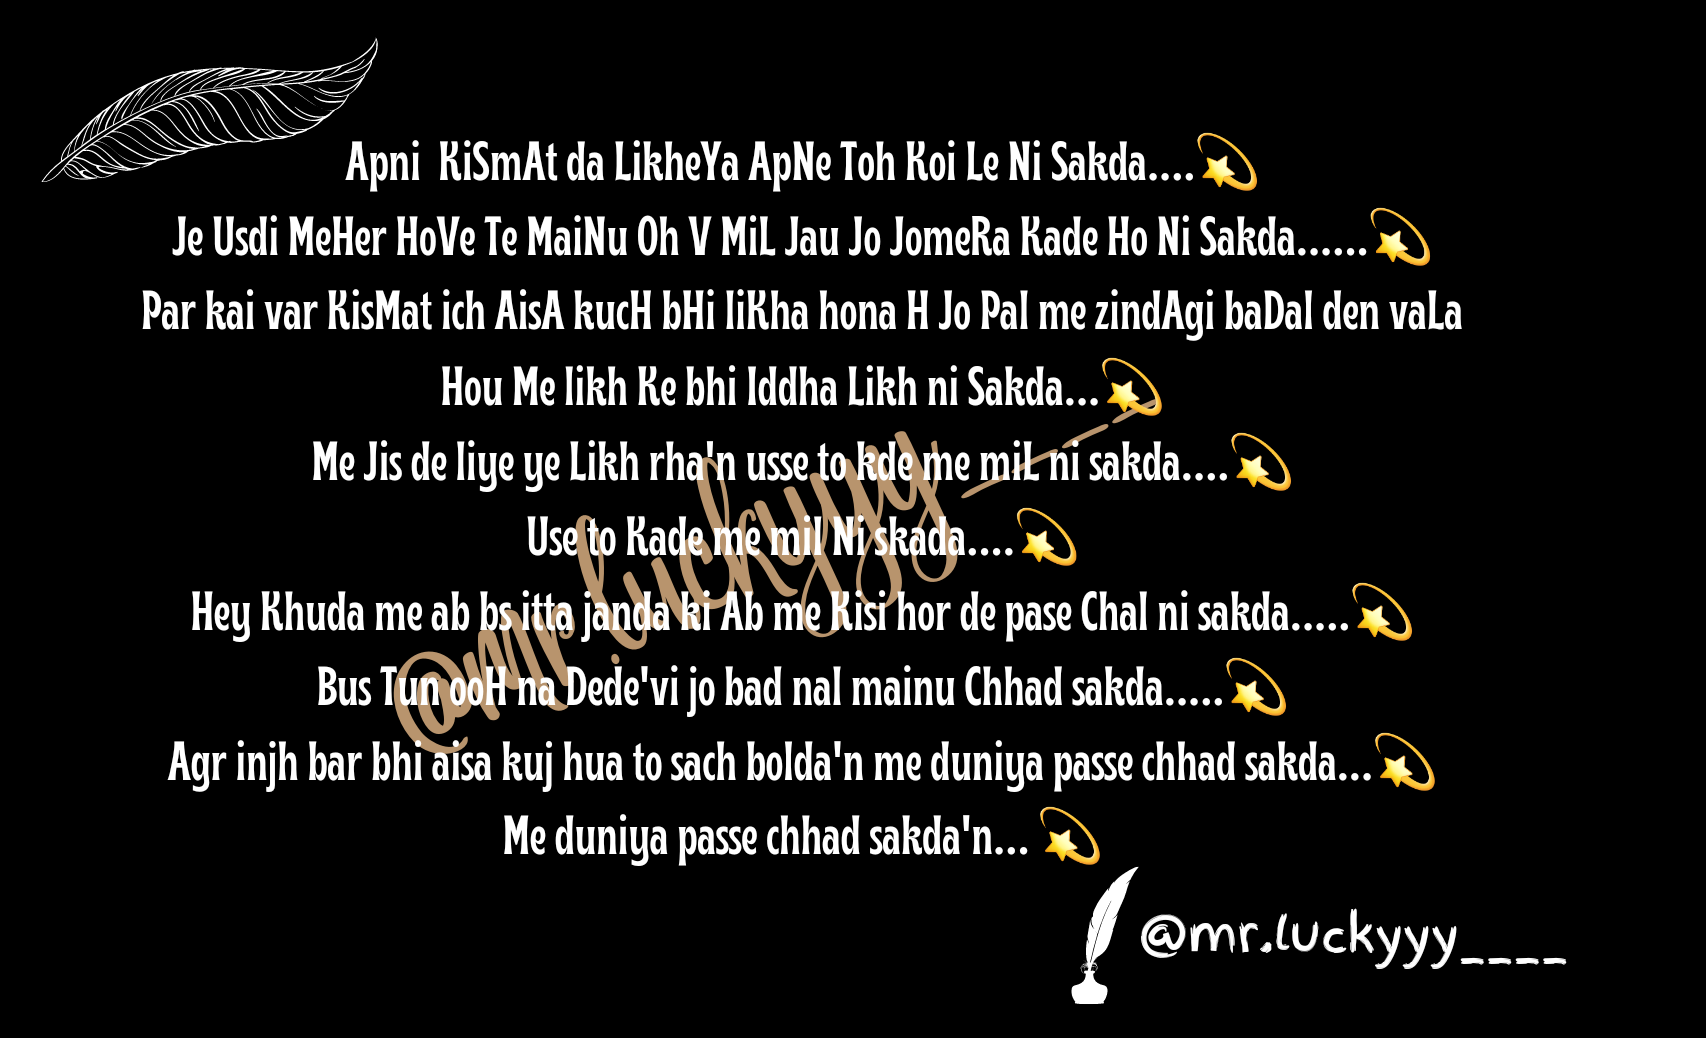 Apni KiSmAt da LikheYa ApNe Toh Koi Le Ni Sakda....💫
Je Usdi MeHer HoVe Te MaiNu Oh V MiL Jau Jo JomeRa Kade Ho Ni Sakda......💫
Par kai var KisMat ich AisA kucH bHi liKha hona H Jo Pal me zindAgi baDal den vaLa
Hou Me likh Ke bhi Iddha Likh ni Sakda...💫
Me Jis de liye ye Likh rha'n usse to kde me miL ni sakda....💫
Use to Kade me mil Ni skada....💫
Hey Khuda me ab bs itta janda ki Ab me Kisi hor de pase Chal ni sakda.....💫
Bus Tun ooH na Dede'vi jo bad nal mainu Chhad sakda.....💫
Agr injh bar bhi aisa kuj hua to sach bolda'n me duniya passe chhad sakda...💫
Me duniya passe chhad sakda'n... 💫
@mr.luckyyy____
@mr.luckyyy____